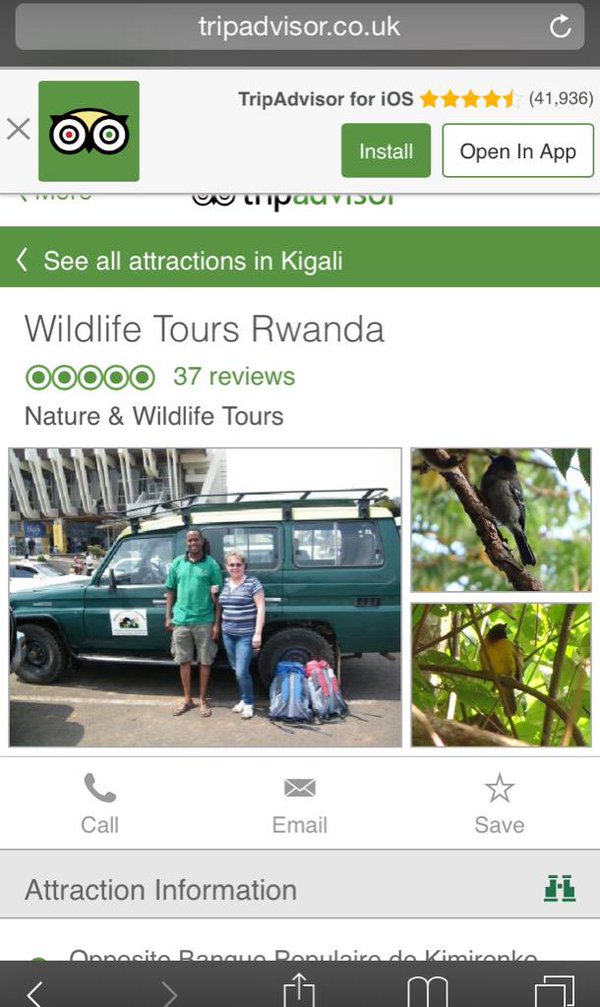 tripadvisor.co.uk
TripAdvisor for iOS (41,936)
Install
Open In App
More
tripadvisor
See all attractions in Kigali
Wildlife Tours Rwanda
37 reviews
Nature & Wildlife Tours
Call
Email
Save
Attraction Information
Opposite Banque Populaire de Kimironko